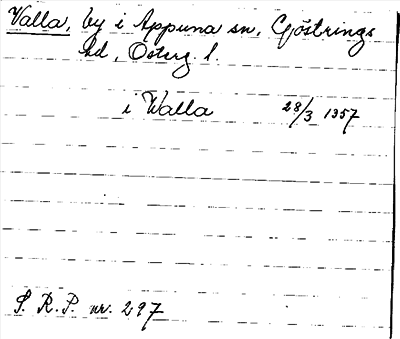 Valla, by i Appuna sn, Göstrings
hd, Österg l.
i Walla 28/3 1357
S. R. P. nr. 297